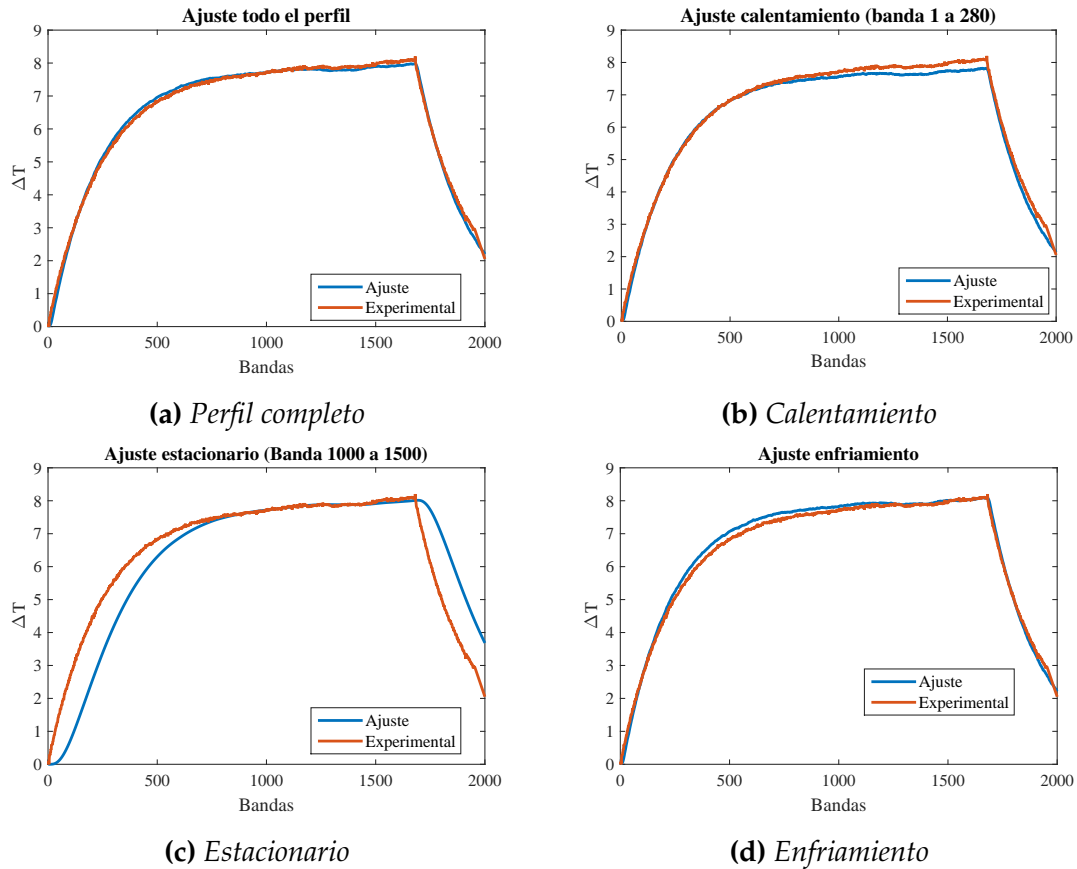 Ajuste todo el perfil
9
8
7
6
5
4
3
2
1
0
ΔT
Ajuste
Experimental
0 500 1000 1500 2000
Bandas
(a) Perfil completo
Ajuste calentamiento (banda 1 a 280)
9
8
7
6
5
4
3
2
1
0
ΔT
Ajuste
Experimental
0 500 1000 1500 2000
Bandas
(b) Calentamiento
Ajuste estacionario (Banda 1000 a 1500)
9
8
7
6
5
4
3
2
1
0
ΔT
Ajuste
Experimental
0 500 1000 1500 2000
Bandas
(c) Estacionario
Ajuste enfriamiento
9
8
7
6
5
4
3
2
1
0
ΔT
Ajuste
Experimental
0 500 1000 1500 2000
Bandas
(d) Enfriamiento